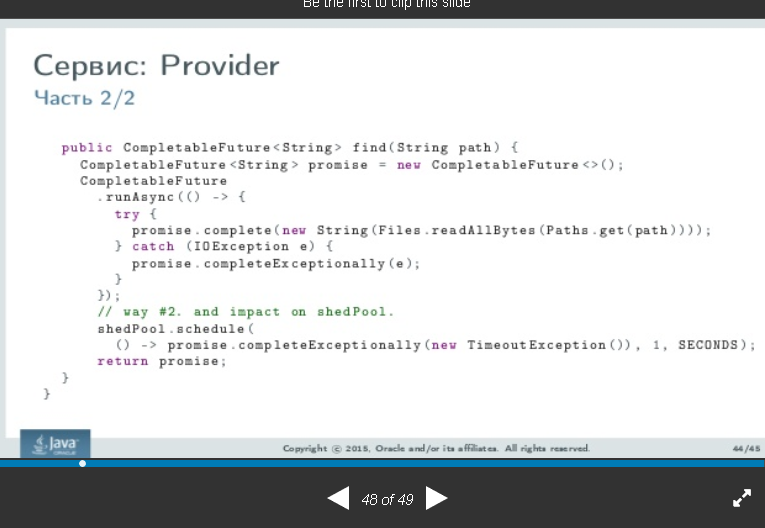 Be the first to clip this slide
Сервис: Provider
Часть 2/2
public CompletableFuture<String> find(String path) {
CompletableFuture<String> promise = new CompletableFuture<>();
CompletableFuture
.runAsync(() -> {
try {
promise.complete(new String(Files.readAllBytes(Paths.get(path))));
} catch (IOException e) {
promise.completeExceptionally(e);
}
});
// way #2. and impact on shedPool.
shedPool.schedule(
() -> promise.completeExceptionally(new TimeoutException()), 1, SECONDS);
return promise;
}
}
Java
ORACLE
Copyright © 2015, Oracle and/or its affiliates. All rights reserved.
44/45
48 of 49